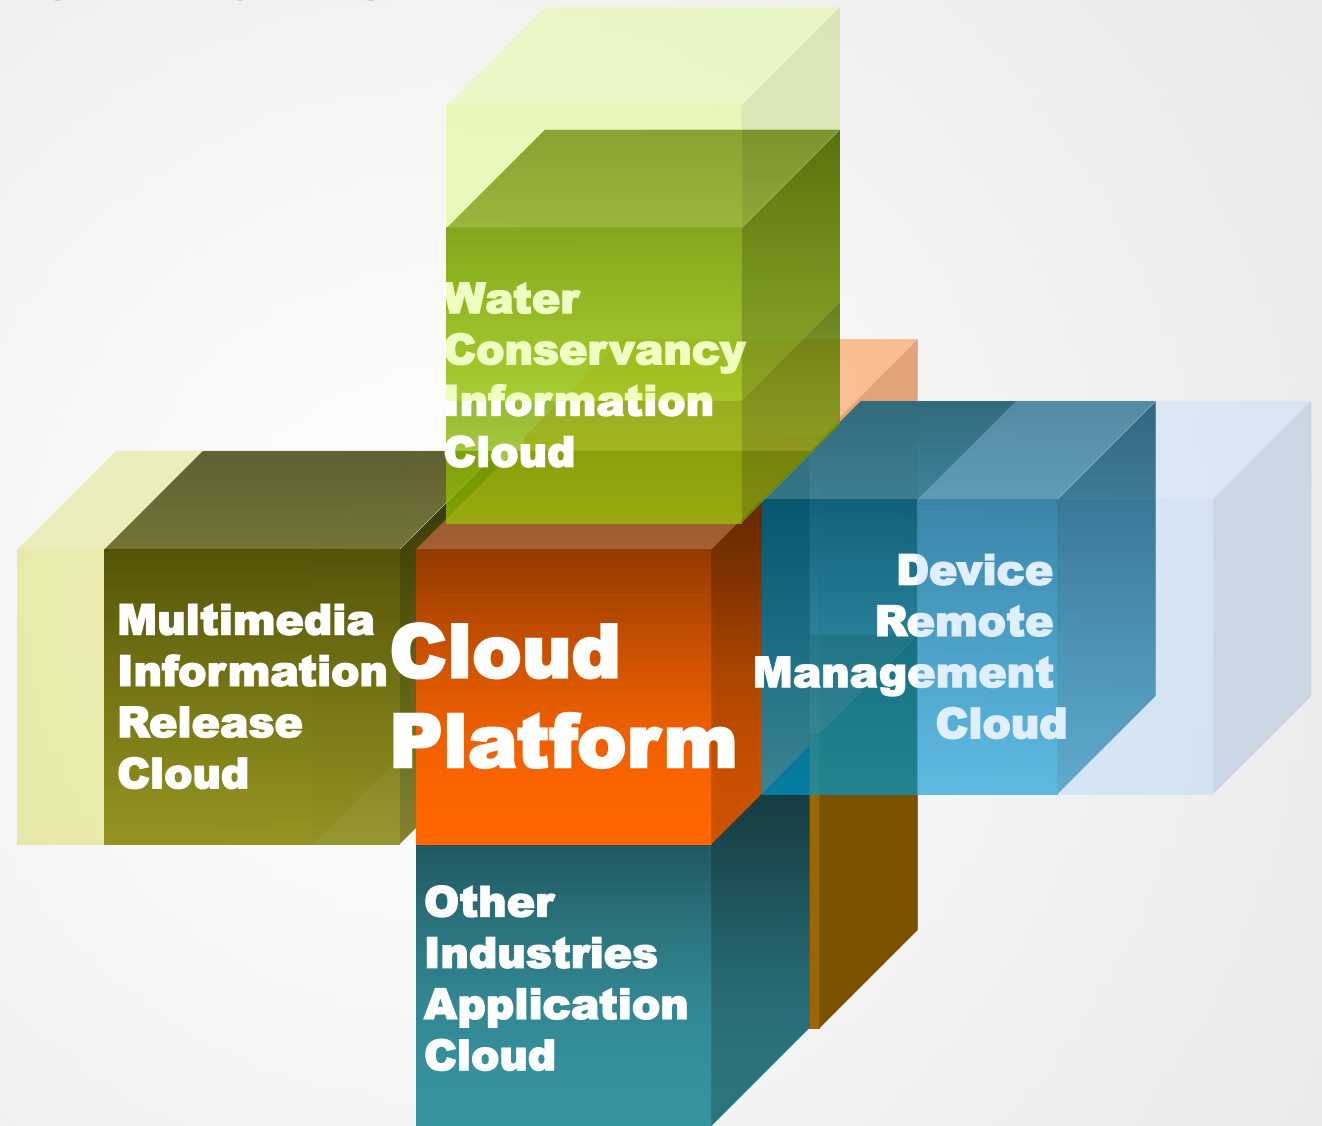 Water
Conservancy
Information
Cloud
Multimedia
Information
Release
Cloud
Cloud
Platform
Device
Remote
Management
Cloud
Other
Industries
Application
Cloud